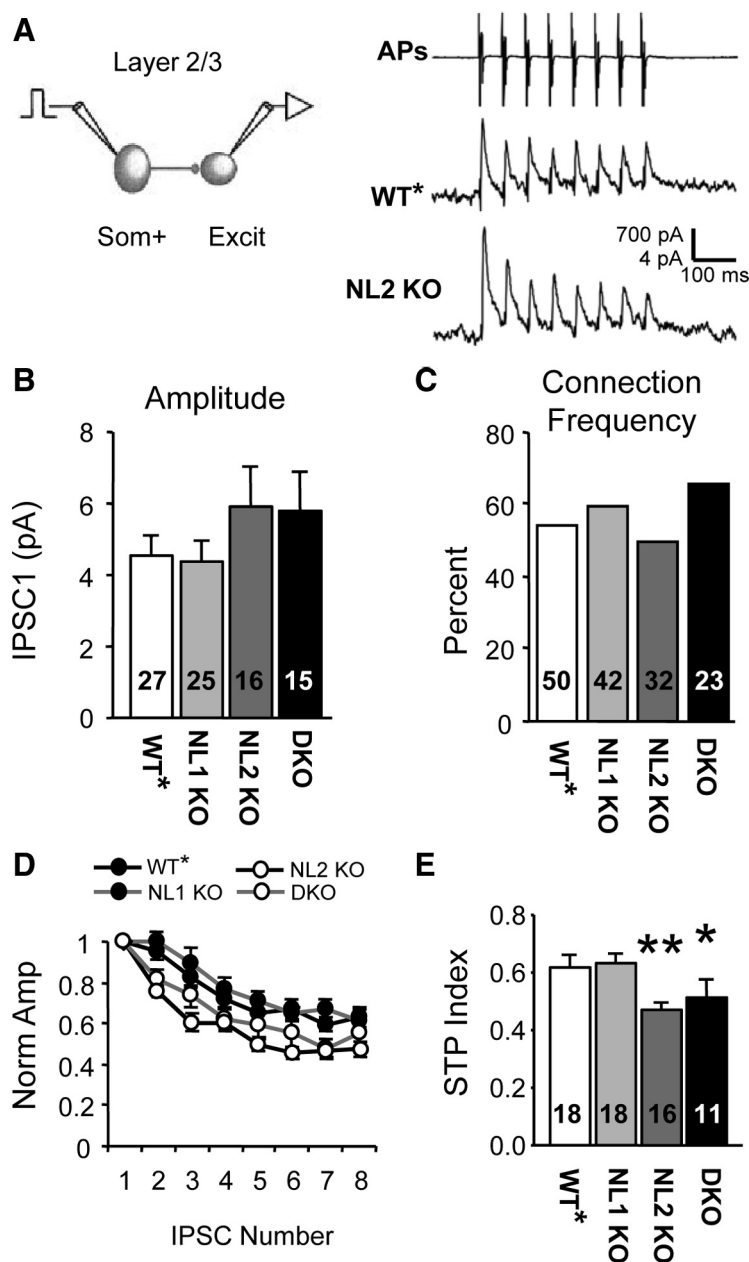 A
Layer 2/3
Som+ Excit
APs
WT*
NL2 KO
700 pA
4 pA
100 ms
B
Amplitude
IPSC1 (pA)
8
6
4
2
0
27 25 16 15
WT* NL1 KO NL2 KO DKO
C
Connection
Frequency
Percent
80
60
40
20
0
50 42 32 23
WT* NL1 KO NL2 KO DKO
D
WT* NL2 KO
NL1 KO DKO
Norm Amp
1
0.8
0.6
0.4
0.2
0
1 2 3 4 5 6 7 8
IPSC Number
E
STP Index
0.8
0.6
0.4
0.2
0.0
** *
18 18 16 11
WT* NL1 KO NL2 KO DKO